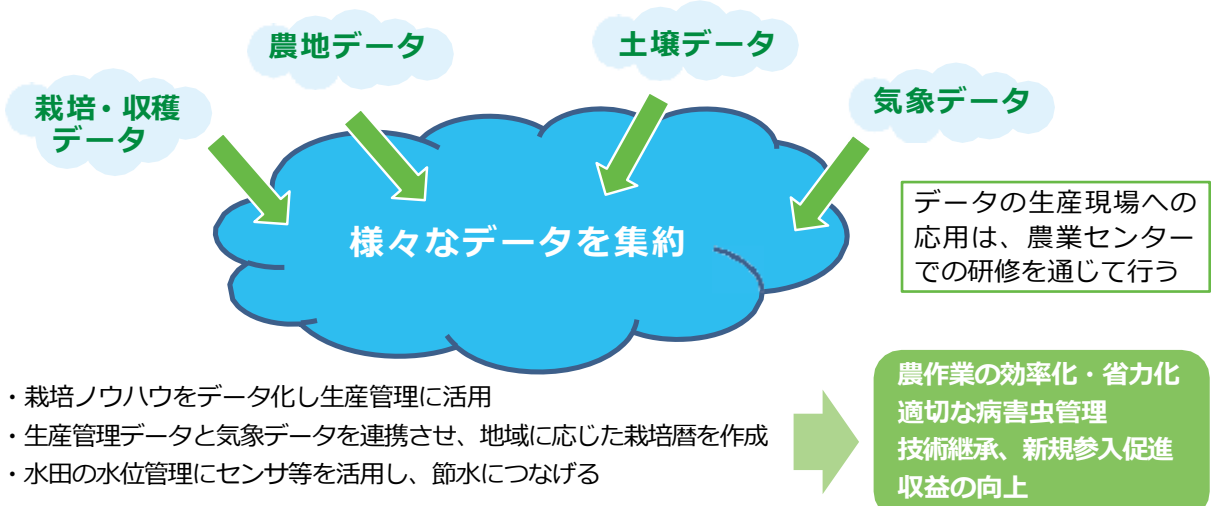 農地データ
土壌データ
栽培・収穫
データ
気象データ
様々なデータを集約
データの生産現場への
応用は、農業センター
での研修を通じて行う
・栽培ノウハウをデータ化し生産管理に活用
・生産管理データと気象データを連携させ、地域に応じた栽培暦を作成
・水田の水位管理にセンサ等を活用し、節水につなげる
農作業の効率化・省力化
適切な病害虫管理
技術継承、新規参入促進
収益の向上